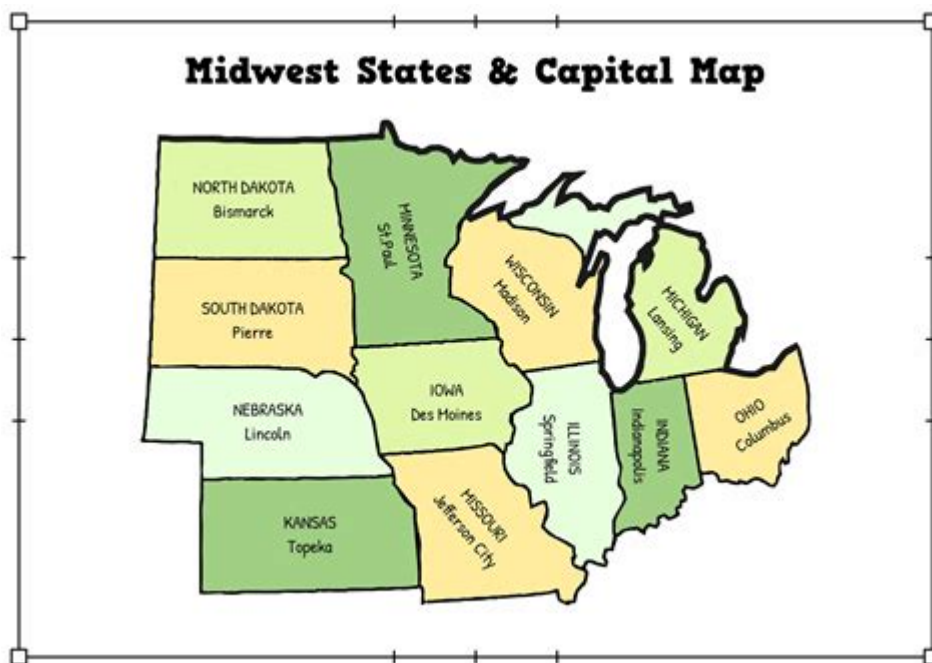 Midwest States & Capital Map
NORTH DAKOTA
Bismarck
MINNESOTA
St.Paul
WISCONSIN
Madison
MICHIGAN
Lansing
SOUTH DAKOTA
Pierre
IOWA
Des Moines
NEBRASKA
Lincoln
ILLINOIS
Springfield
INDIANA
Indianapolis
OHIO
Columbus
KANSAS
Topeka
MISSOURI
Jefferson City